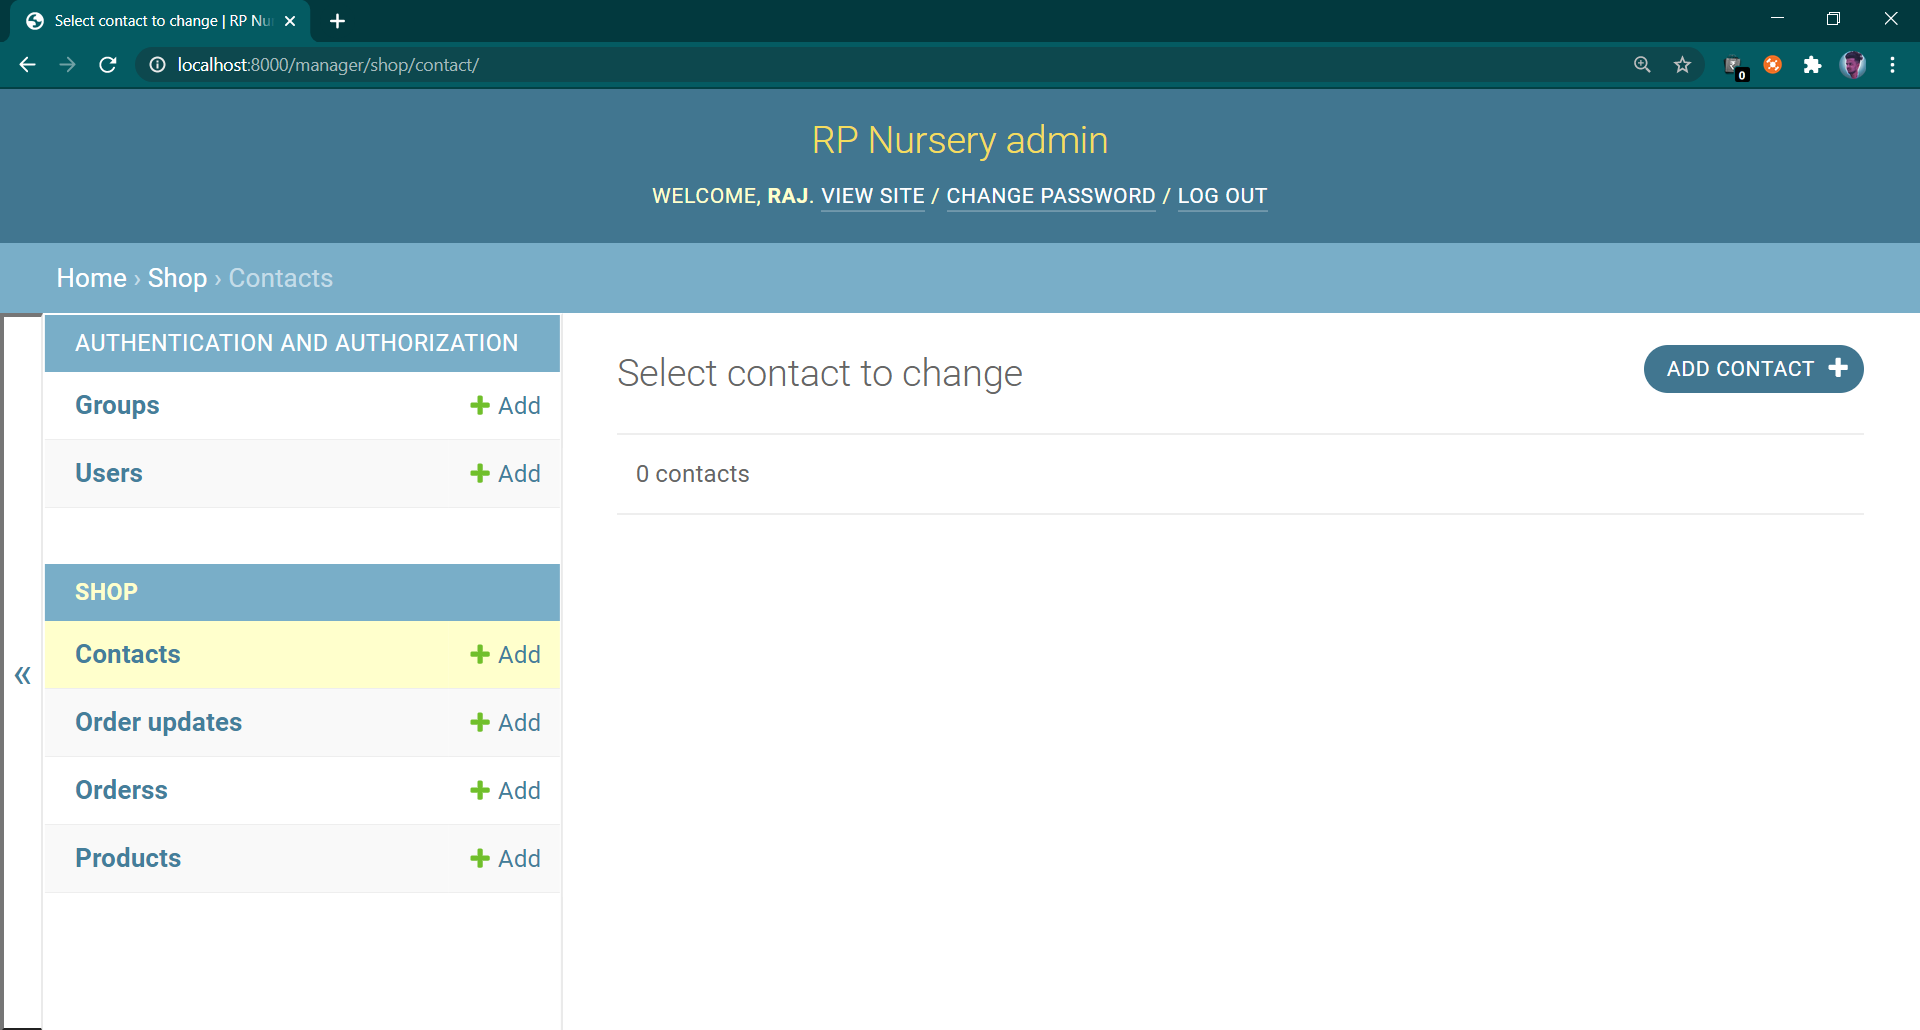 Select contact to change | RP Nu
localhost:8000/manager/shop/contact/
0
RP Nursery admin
WELCOME, RAJ. VIEW SITE / CHANGE PASSWORD / LOG OUT
Home › Shop › Contacts
AUTHENTICATION AND AUTHORIZATION
Groups + Add
Users + Add
SHOP
Contacts + Add
Order updates + Add
Orderss + Add
Products + Add
«
Select contact to change
ADD CONTACT +
0 contacts